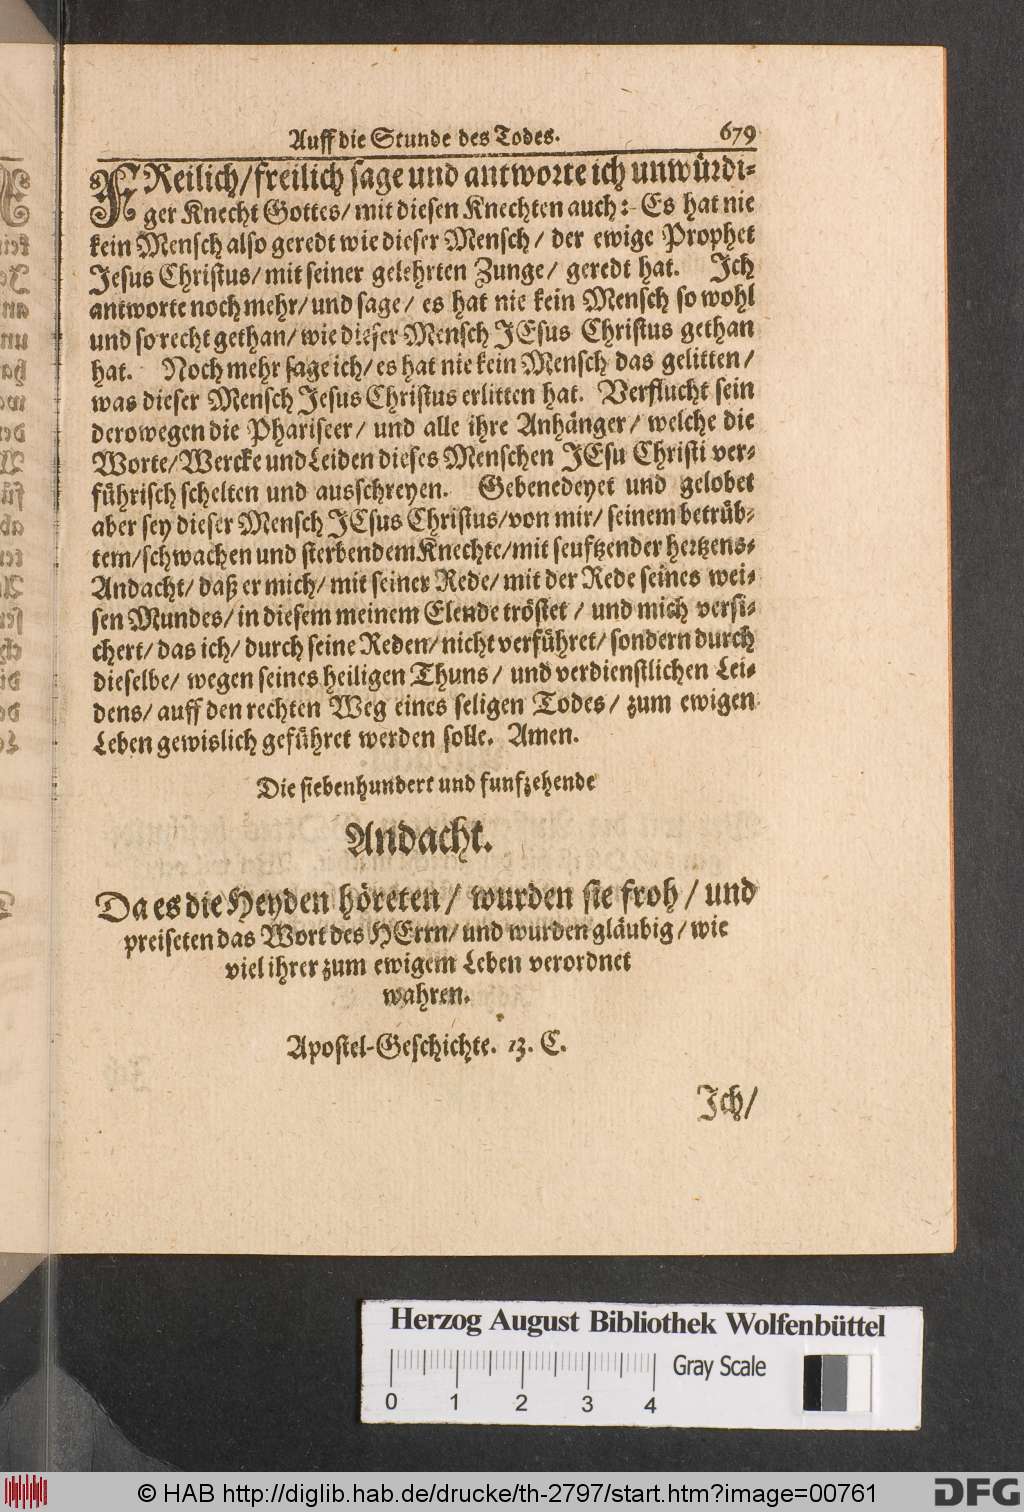 Auff die Stunde des Todes. 679
FReilich/ freilich sage und antworte ich unwürdi-
ger Knecht Gottes/ mit diesen Knechten auch: Es hat nie
kein Mensch also geredt wie dieser Mensch/ der ewige Prophet
Jesus Christus/ mit seiner gelehrten Zunge/ geredt hat. Ich
antworte noch mehr/ und sage/ es hat nie kein Mensch so wohl
und so recht gethan/ wie dieser Mensch JEsus Christus gethan
hat. Noch mehr sage ich/ es hat nie kein Mensch das gelitten/
was dieser Mensch Jesus Christus erlitten hat. Verflucht sein
derowegen die Phariseer/ und alle ihre Anhänger/ welche die
Worte/ Wercke und Leiden dieses Menschen JEsu Christi ver-
führisch schelten und ausschreyen. Gebenedeyet und gelobet
aber sey dieser Mensch JEsus Christus/ von mir/ seinem betrüb-
tem/ schwachen und sterbendem Knechte/ mit seuftzender hertzens-
Andacht/ daß er mich/ mit seiner Rede/ mit der Rede seines wei-
sen Mundes/ in diesem meinem Elende tröstet/ und mich versi-
chert/ das ich/ durch seine Reden/ nicht verführet/ sondern durch
dieselbe/ wegen seines heiligen Thuns/ und verdienstlichen Lei-
dens/ auff den rechten Weg eines seligen Todes/ zum ewigen
Leben gewislich geführet werden solle. Amen.
Die siebenhundert und funfzehende
Andacht.
Da es die Heyden höreten/ wurden sie froh/ und
preiseten das Wort des HErrn/ und wurden gläubig/ wie
viel ihrer zum ewigem Leben verordnet
wahren.
Apostel-Geschichte. 13. C.
Ich/
Herzog August Bibliothek Wolfenbüttel
Gray Scale
0 1 2 3 4
© HAB http://diglib.hab.de/drucke/th-2797/start.htm?image=00761
DFG